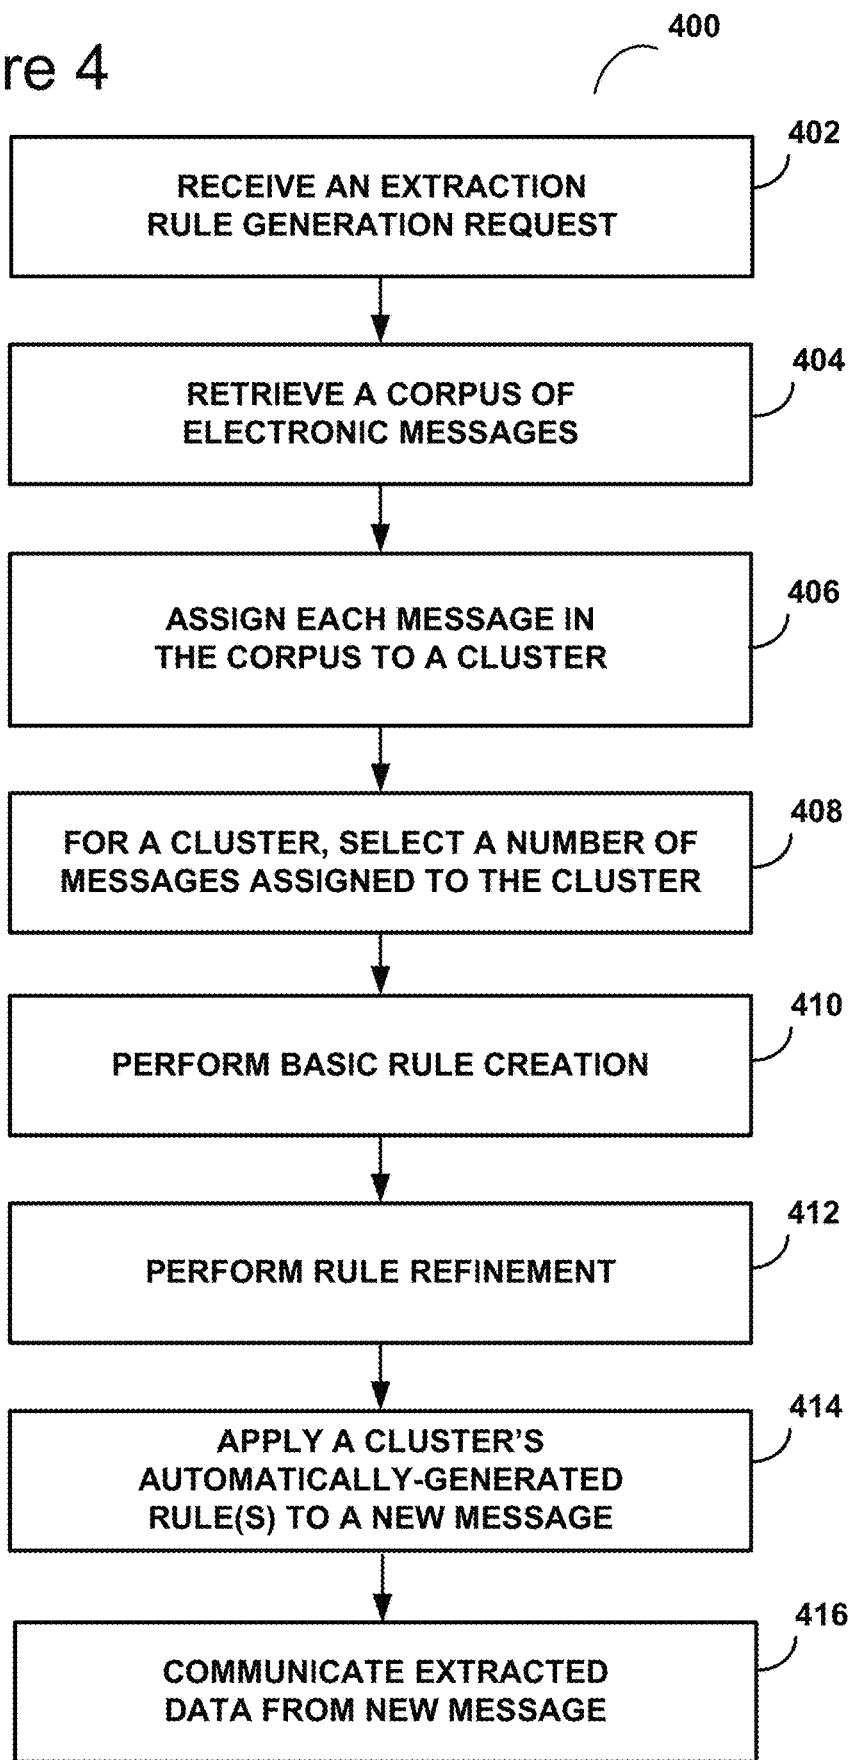 400
re 4
402
RECEIVE AN EXTRACTION
RULE GENERATION REQUEST
404
RETRIEVE A CORPUS OF
ELECTRONIC MESSAGES
406
ASSIGN EACH MESSAGE IN
THE CORPUS TO A CLUSTER
408
FOR A CLUSTER, SELECT A NUMBER OF
MESSAGES ASSIGNED TO THE CLUSTER
410
PERFORM BASIC RULE CREATION
412
PERFORM RULE REFINEMENT
414
APPLY A CLUSTER'S
AUTOMATICALLY-GENERATED
RULE(S) TO A NEW MESSAGE
416
COMMUNICATE EXTRACTED
DATA FROM NEW MESSAGE